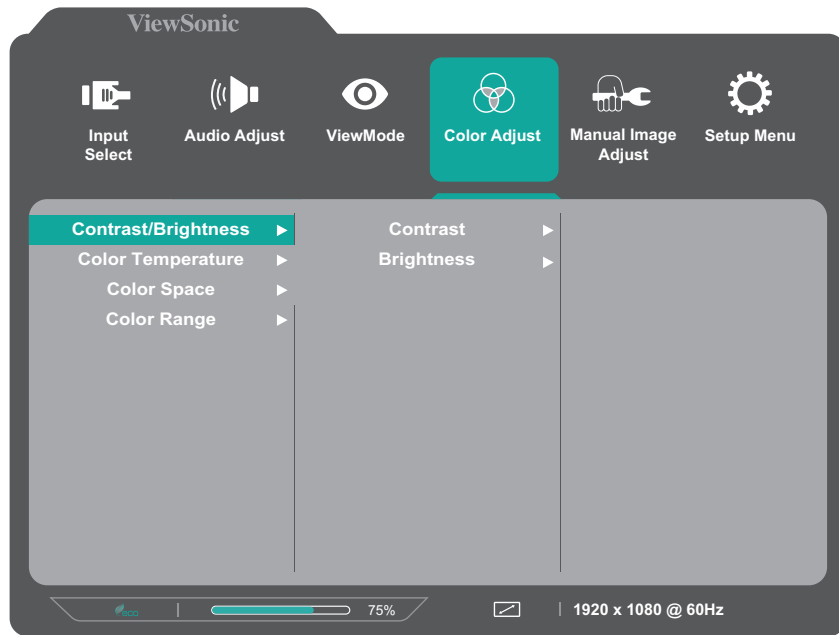 ViewSonic
Input
Select
Audio Adjust
ViewMode
Color Adjust
Manual Image
Adjust
Setup Menu
Contrast/Brightness
Color Temperature
Color Space
Color Range
Contrast
Brightness
eco
75%
1920 x 1080 @ 60Hz